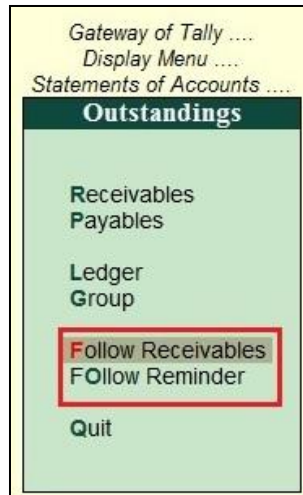 Gateway of Tally ....
Display Menu ....
Statements of Accounts ....
Outstandings
Receivables
Payables
Ledger
Group
Follow Receivables
FOllow Reminder
Quit